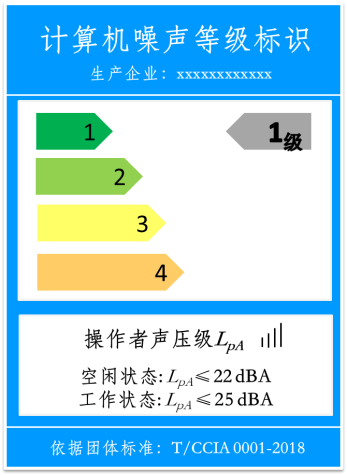 计算机噪声等级标识
生产企业：xxxxxxxxxxxx
1
1级
2
3
4
操作者声压级LpA
空闲状态: LpA≤22 dBA
工作状态: LpA≤25 dBA
依据团体标准：T/CCIA 0001-2018